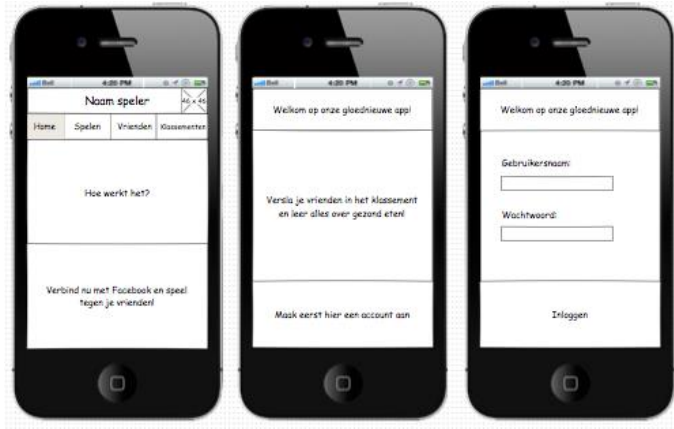 Bell 4:20 PM
Naam speler
46 x 46
Home Spelen Vrienden Klassementen
Hoe werkt het?
Verbind nu met Facebook en speel
tegen je vrienden!
Bell 4:20 PM
Welkom op onze gloednieuwe app!
Versla je vrienden in het klassement
en leer alles over gezond eten!
Maak eerst hier een account aan
Bell 4:20 PM
Welkom op onze gloednieuwe app!
Gebruikersnaam:
Wachtwoord:
Inloggen